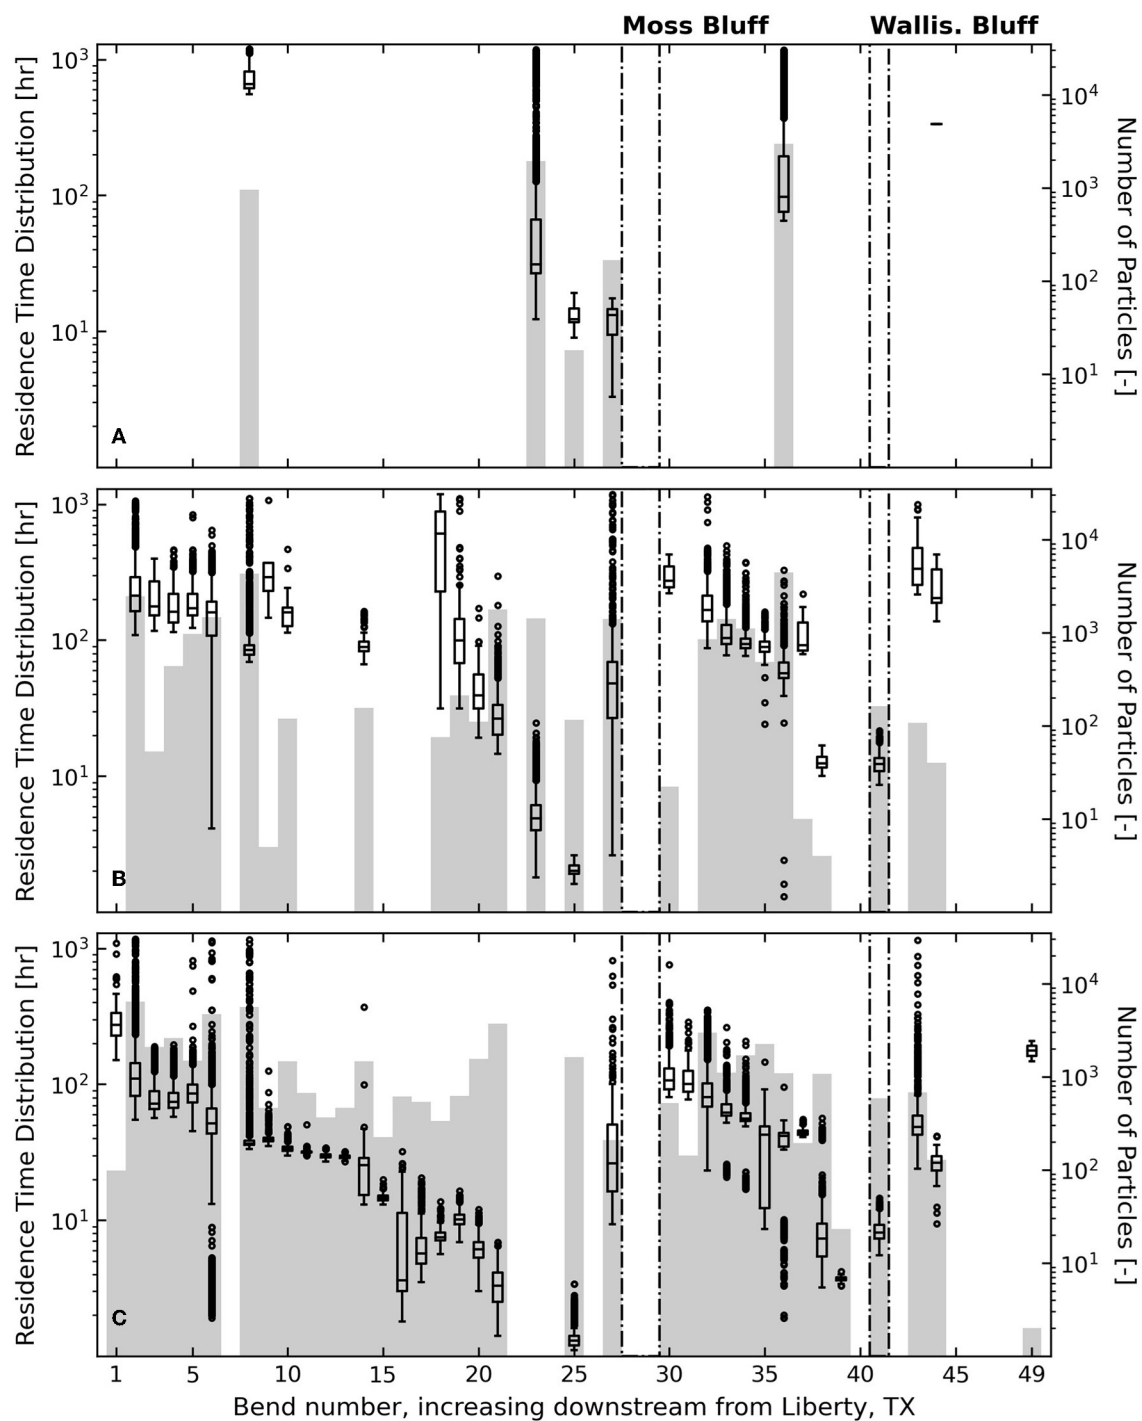 Moss Bluff
Wallis. Bluff
Residence Time Distribution [hr]
10³
10²
10¹
A
10⁴
10³
10²
10¹
Number of Particles [-]
Residence Time Distribution [hr]
10³
10²
10¹
B
10⁴
10³
10²
10¹
Number of Particles [-]
Residence Time Distribution [hr]
10³
10²
10¹
C
10⁴
10³
10²
10¹
Number of Particles [-]
1 5 10 15 20 25 30 35 40 45 49
Bend number, increasing downstream from Liberty, TX